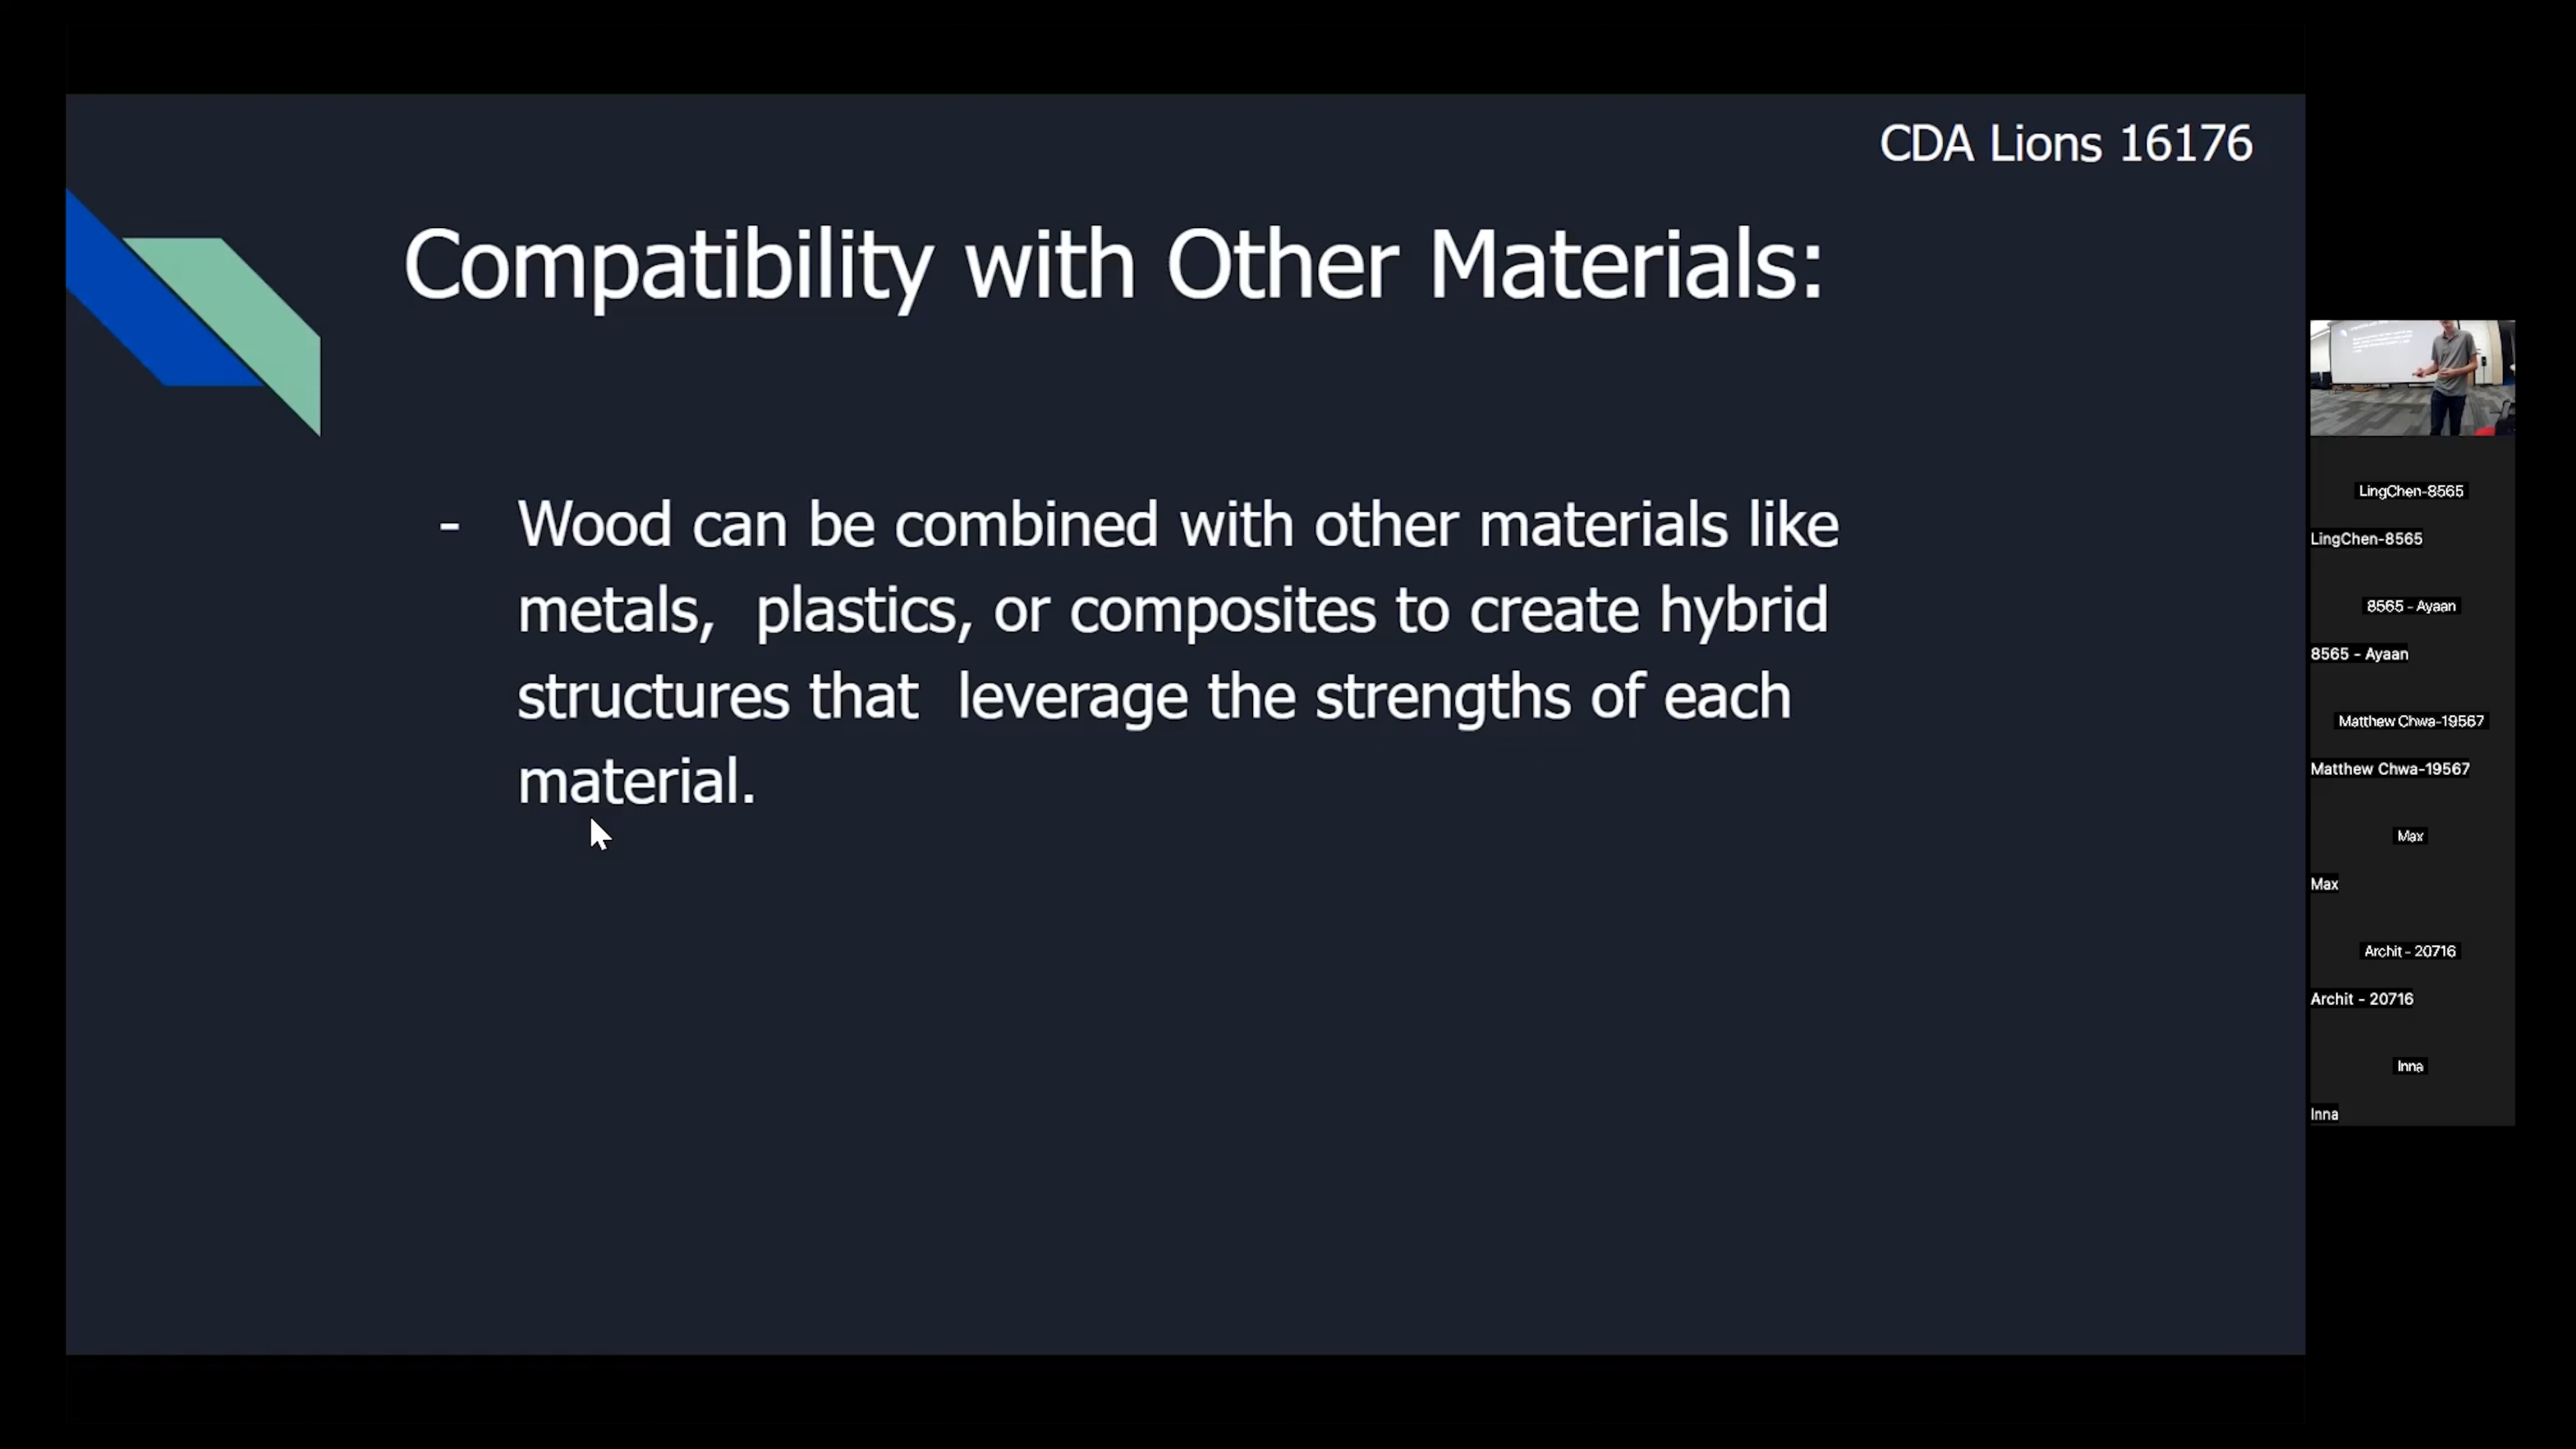 CDA Lions 16176
Compatibility with Other Materials:
- Wood can be combined with other materials like
metals,  plastics, or composites to create hybrid
structures that  leverage the strengths of each
material.
LingChen-8565
LingChen-8565
8565 - Ayaan
8565 - Ayaan
Matthew Chwa-19567
Matthew Chwa-19567
Max
Max
Archit - 20716
Archit - 20716
Inna
Inna